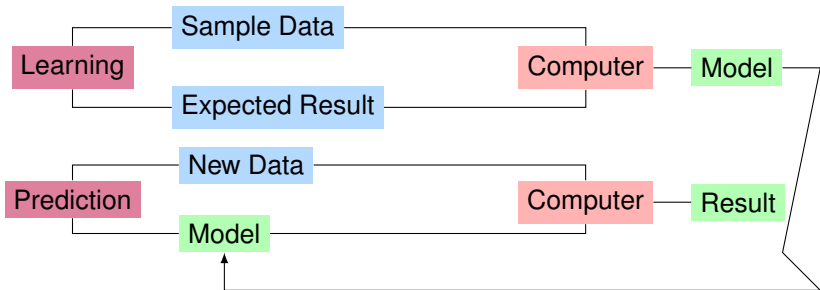 Sample Data
Learning
Computer
Model
Expected Result
New Data
Prediction
Computer
Result
Model